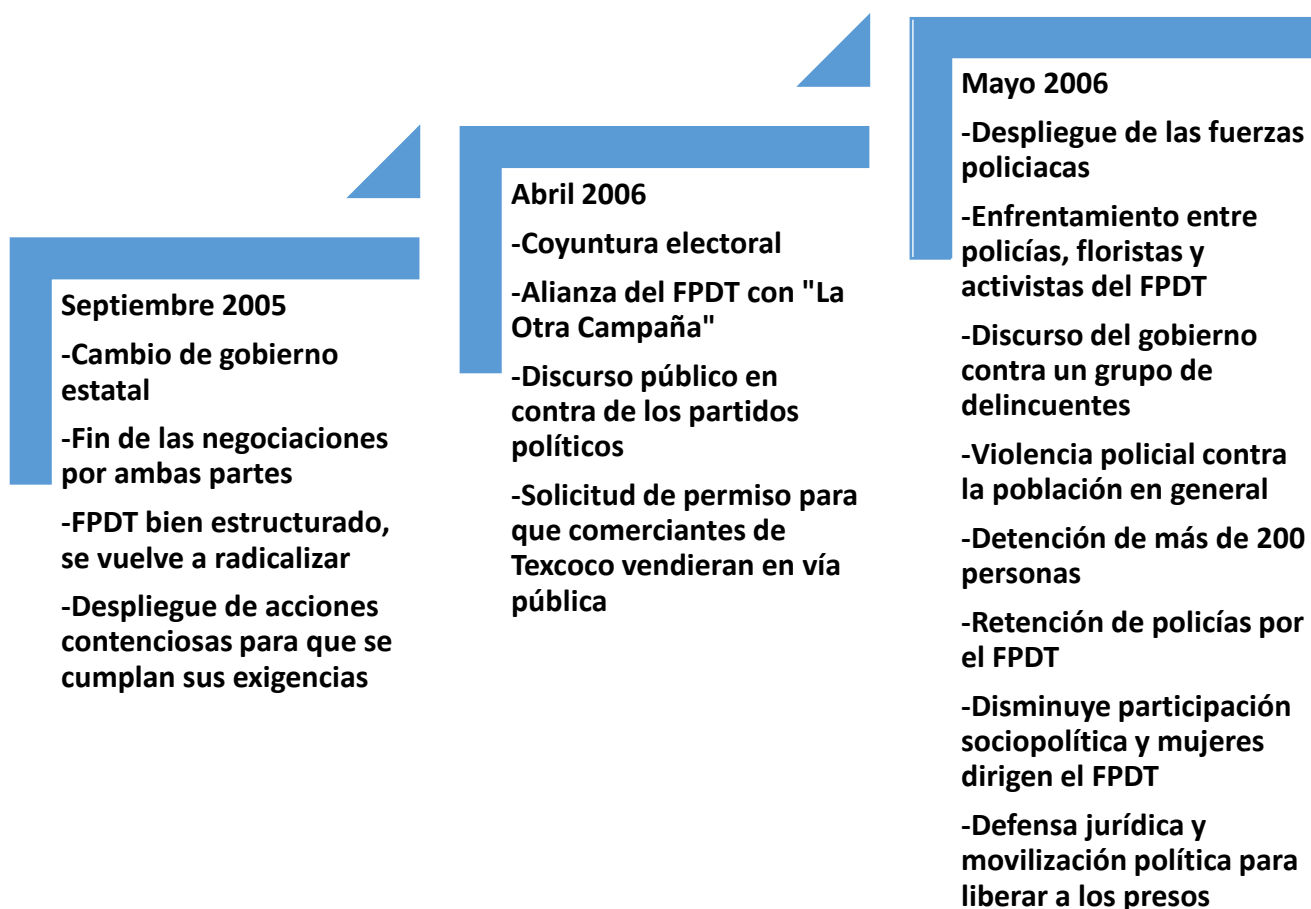 Septiembre 2005
-Cambio de gobierno
estatal
-Fin de las negociaciones
por ambas partes
-FPDT bien estructurado,
se vuelve a radicalizar
-Despliegue de acciones
contenciosas para que se
cumplan sus exigencias
Abril 2006
-Coyuntura electoral
-Alianza del FPDT con "La
Otra Campaña"
-Discurso público en
contra de los partidos
políticos
-Solicitud de permiso para
que comerciantes de
Texcoco vendieran en vía
pública
Mayo 2006
-Despliegue de las fuerzas
policiacas
-Enfrentamiento entre
policías, floristas y
activistas del FPDT
-Discurso del gobierno
contra un grupo de
delincuentes
-Violencia policial contra
la población en general
-Detención de más de 200
personas
-Retención de policías por
el FPDT
-Disminuye participación
sociopolítica y mujeres
dirigen el FPDT
-Defensa jurídica y
movilización política para
liberar a los presos